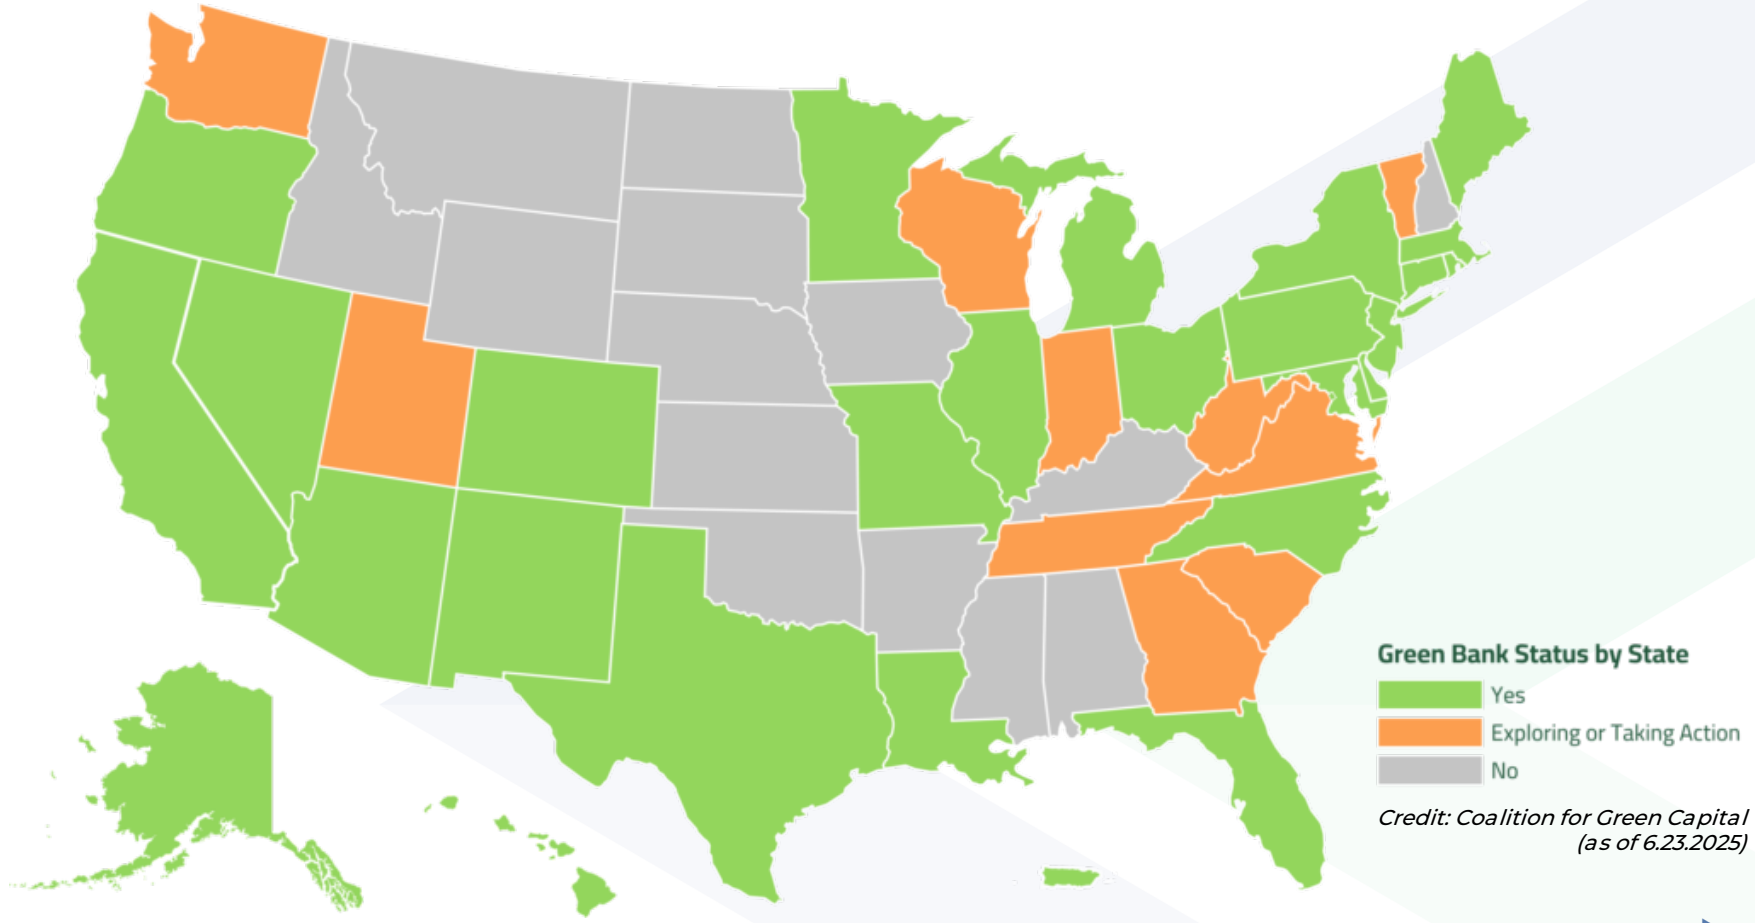 Green Bank Status by State
Yes
Exploring or Taking Action
No
Credit: Coalition for Green Capital
(as of 6.23.2025)